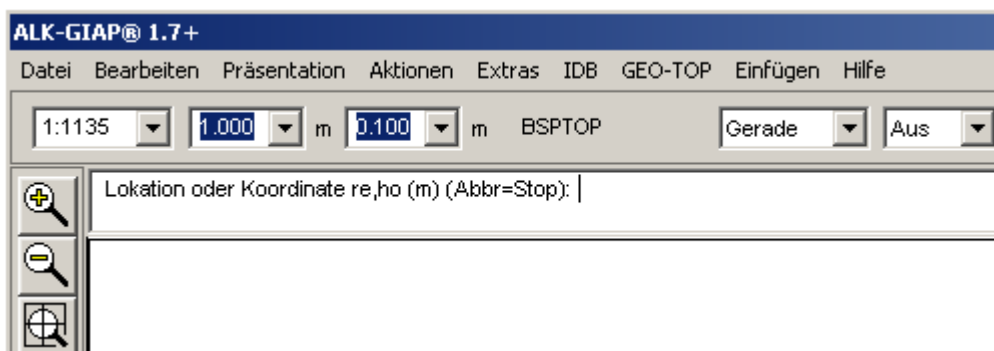 ALK-GIAP® 1.7+
Datei Bearbeiten Präsentation Aktionen Extras IDB GEO-TOP Einfügen Hilfe
1:1135 1.000 m 0.100 m BSPTOP Gerade Aus
Lokation oder Koordinate re,ho (m) (Abbr=Stop):